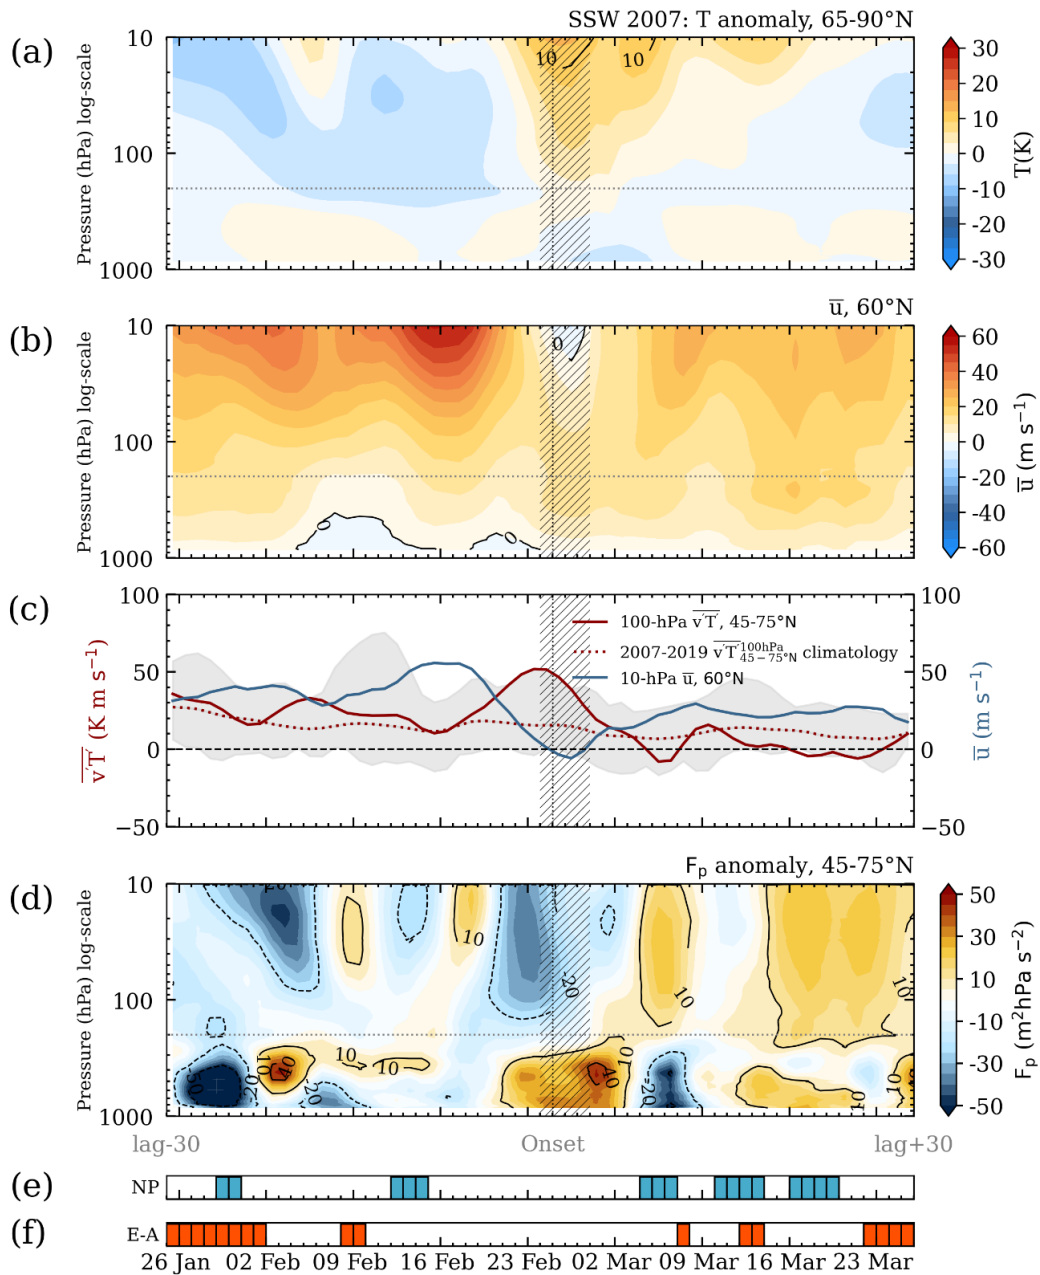 SSW 2007: T anomaly, 65-90°N
(a)
Pressure (hPa) log-scale
10
100
1000
10
10
30
20
10
0
-10
-20
-30
T(K)
u̅, 60°N
(b)
Pressure (hPa) log-scale
10
100
1000
0
0
0
60
40
20
0
-20
-40
-60
u̅ (m s⁻¹)
(c)
v'T' (K m s⁻¹)
100
50
0
−50
100-hPa v'T', 45-75°N
2007-2019 v'T' 100hPa 45−75°N climatology
10-hPa u̅, 60°N
100
50
0
−50
u̅ (m s⁻¹)
Fₚ anomaly, 45-75°N
(d)
Pressure (hPa) log-scale
10
100
1000
10
-20
10
10
10
40
-20
10
10
40
10
-20
10
10
50
30
10
-10
-30
-50
Fₚ (m²hPa s⁻²)
lag-30
Onset
lag+30
(e)
NP
(f)
E-A
26 Jan
02 Feb
09 Feb
16 Feb
23 Feb
02 Mar
09 Mar
16 Mar
23 Mar